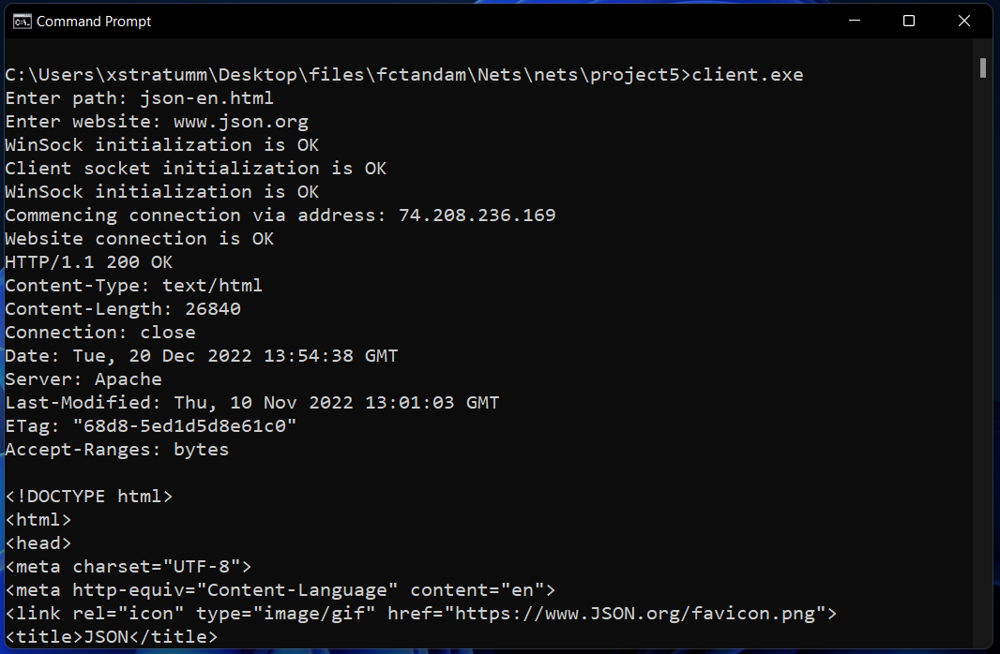 Command Prompt
C:\Users\xstratumm\Desktop\files\fctandam\Nets\nets\project5>client.exe
Enter path: json-en.html
Enter website: www.json.org
WinSock initialization is OK
Client socket initialization is OK
WinSock initialization is OK
Commencing connection via address: 74.208.236.169
Website connection is OK
HTTP/1.1 200 OK
Content-Type: text/html
Content-Length: 26840
Connection: close
Date: Tue, 20 Dec 2022 13:54:38 GMT
Server: Apache
Last-Modified: Thu, 10 Nov 2022 13:01:03 GMT
ETag: "68d8-5ed1d5d8e61c0"
Accept-Ranges: bytes
<!DOCTYPE html>
<html>
<head>
<meta charset="UTF-8">
<meta http-equiv="Content-Language" content="en">
<link rel="icon" type="image/gif" href="https://www.JSON.org/favicon.png">
<title>JSON</title>